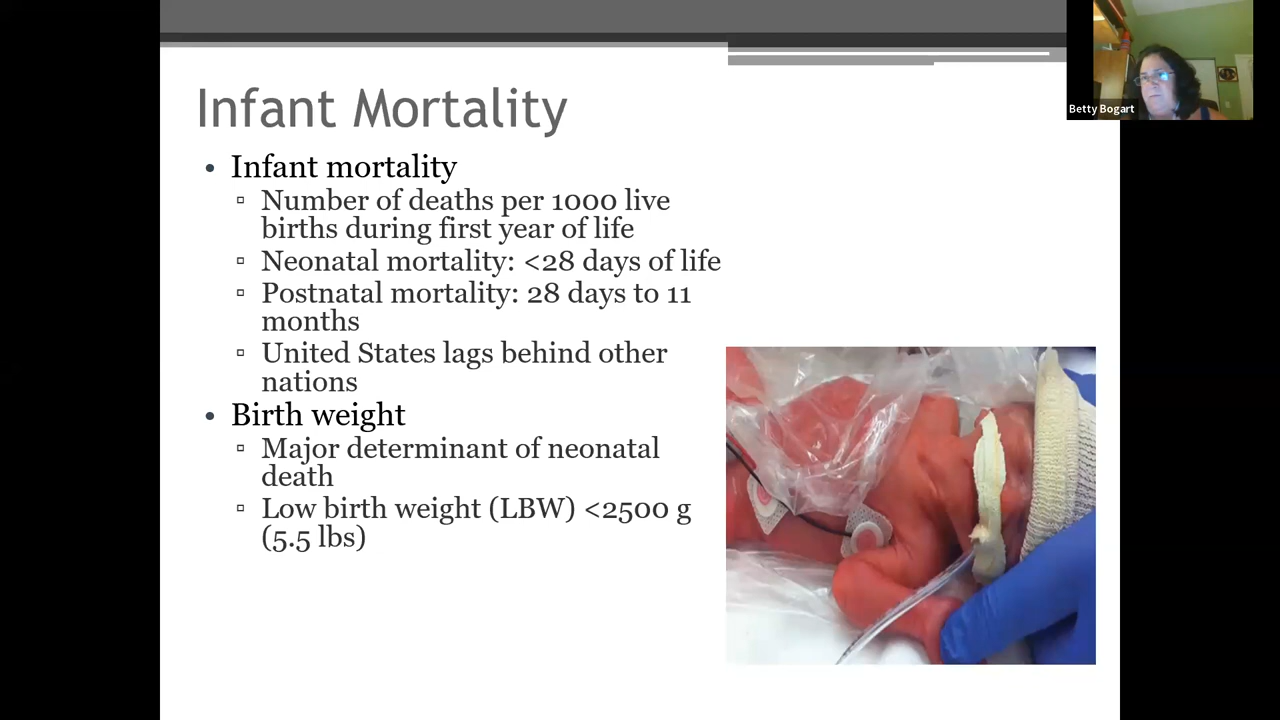 Betty Bogart
Infant Mortality
• Infant mortality
▫ Number of deaths per 1000 live
births during first year of life
▫ Neonatal mortality: <28 days of life
▫ Postnatal mortality: 28 days to 11
months
▫ United States lags behind other
nations
• Birth weight
▫ Major determinant of neonatal
death
▫ Low birth weight (LBW) <2500 g
(5.5 lbs)